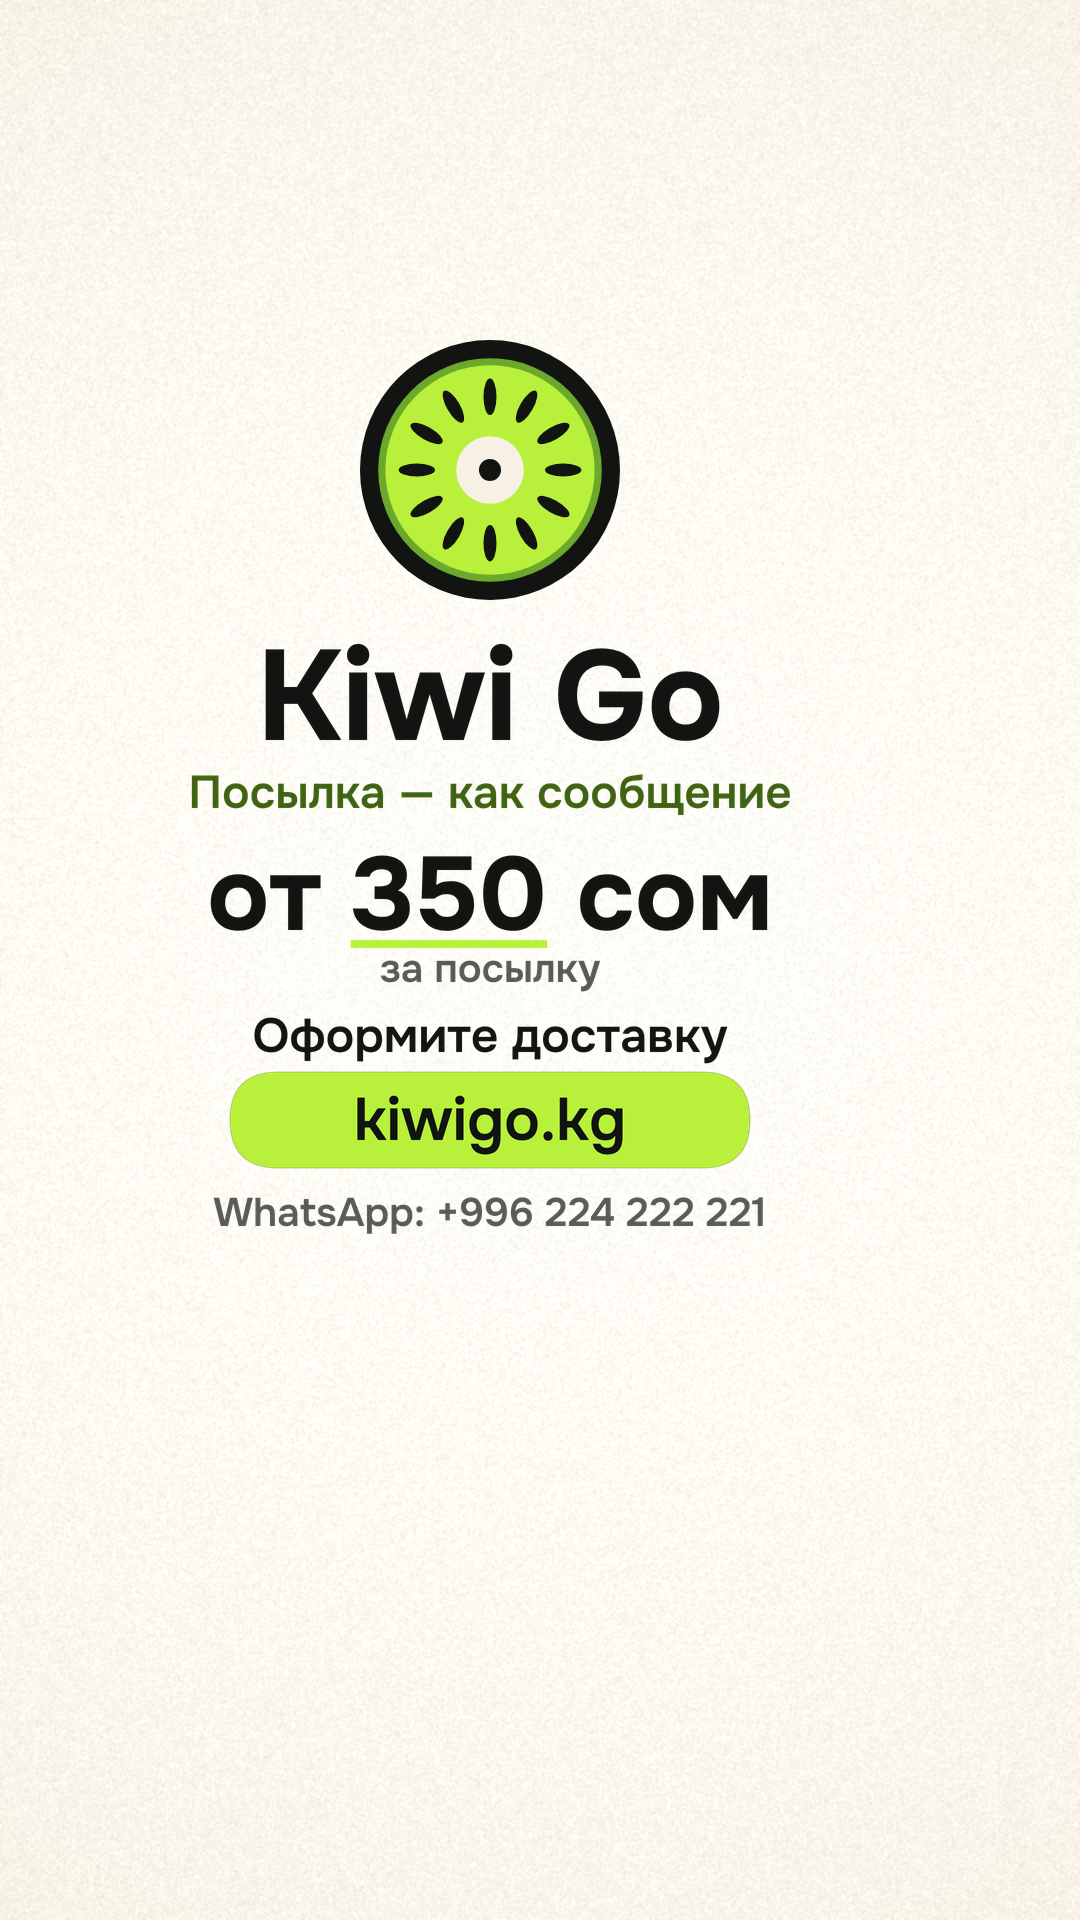 Kiwi Go
Посылка — как сообщение
от 350 сом
за посылку
Оформите доставку
kiwigo.kg
WhatsApp: +996 224 222 221